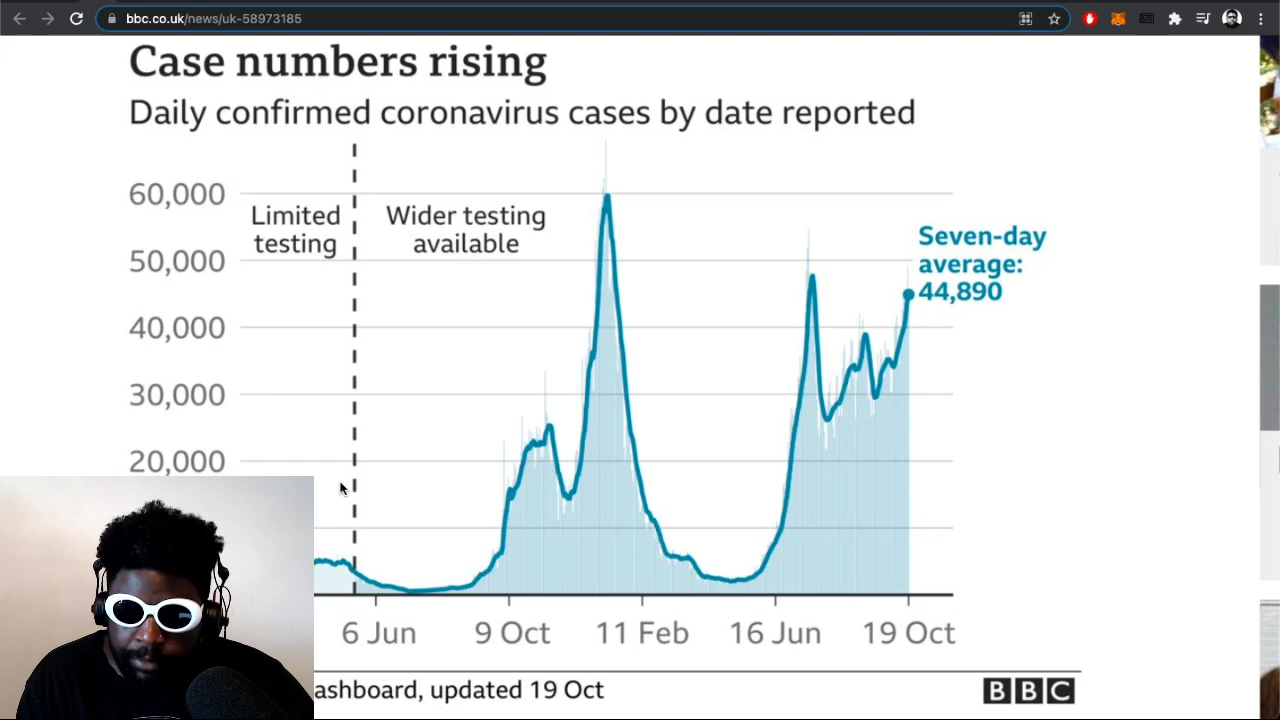 bbc.co.uk/news/uk-58973185
Case numbers rising
Daily confirmed coronavirus cases by date reported
60,000
Limited
testing
Wider testing
available
50,000
Seven-day
average:
44,890
40,000
30,000
20,000
6 Jun
9 Oct
11 Feb
16 Jun
19 Oct
ashboard, updated 19 Oct
BBC